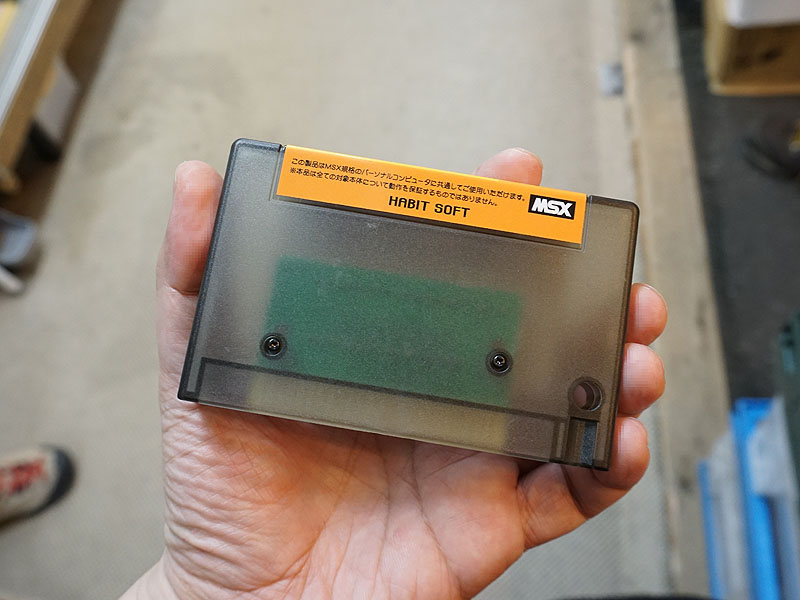 この製品はMSX規格のパーソナルコンピュータに共通してご使用いただけます。
※本品は全ての対象本体について動作を保証するものではありません。
HABIT SOFT
MSX